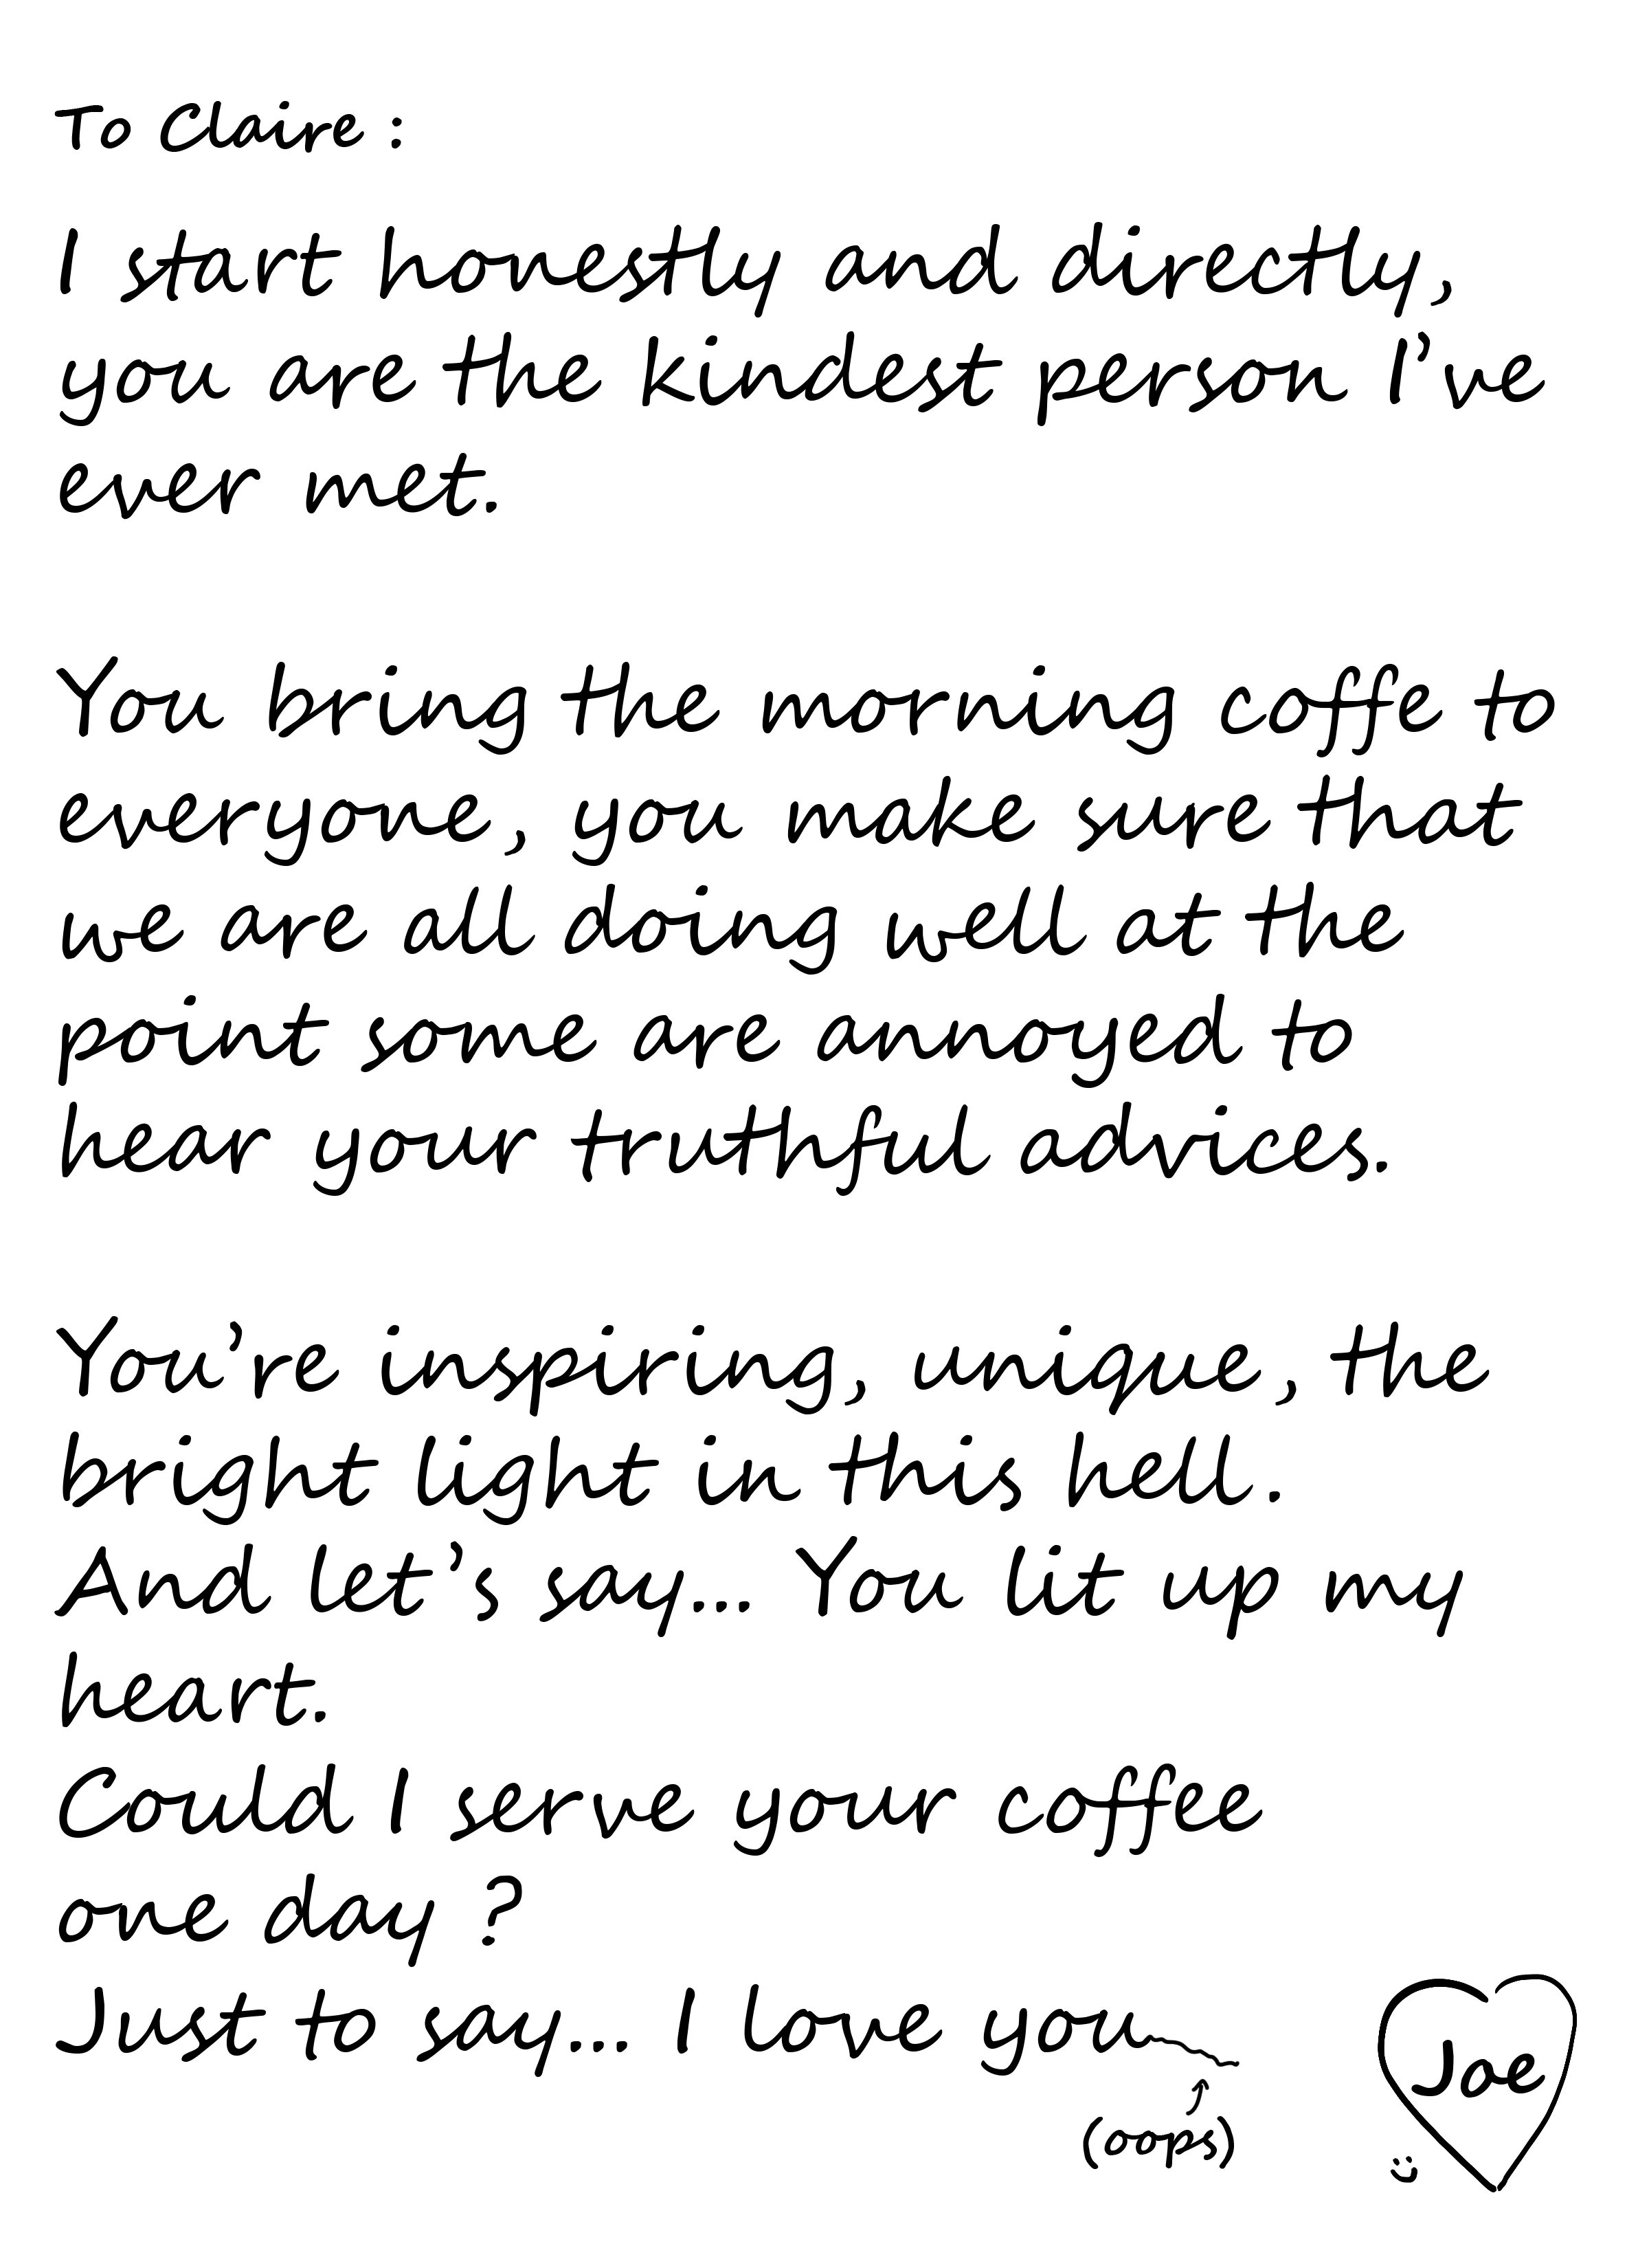 To Claire :
I start honestly and directly,
you are the kindest person I've
ever met.
You bring the morning coffe to
everyone, you make sure that
we are all doing well at the
point some are annoyed to
hear your truthful advices.
You're inspiring, unique, the
bright light in this hell.
And let's say... You lit up my
heart.
Could I serve your coffee
one day ?
Just to say... I love you
(oops)
Joe